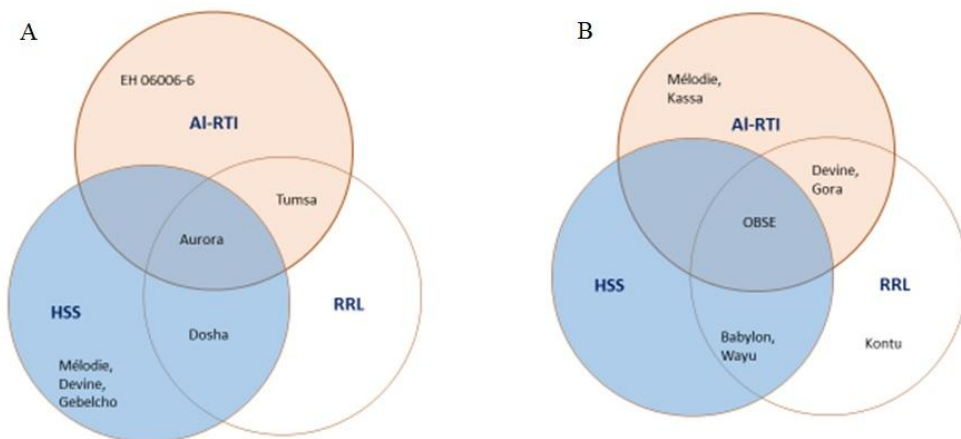 A
EH 06006-6
Al-RTI
Tumsa
Aurora
HSS
RRL
Dosha
Mélodie,
Devine,
Gebelcho
B
Mélodie,
Kassa
Al-RTI
Devine,
Gora
OBSE
HSS
RRL
Babylon,
Wayu
Kontu